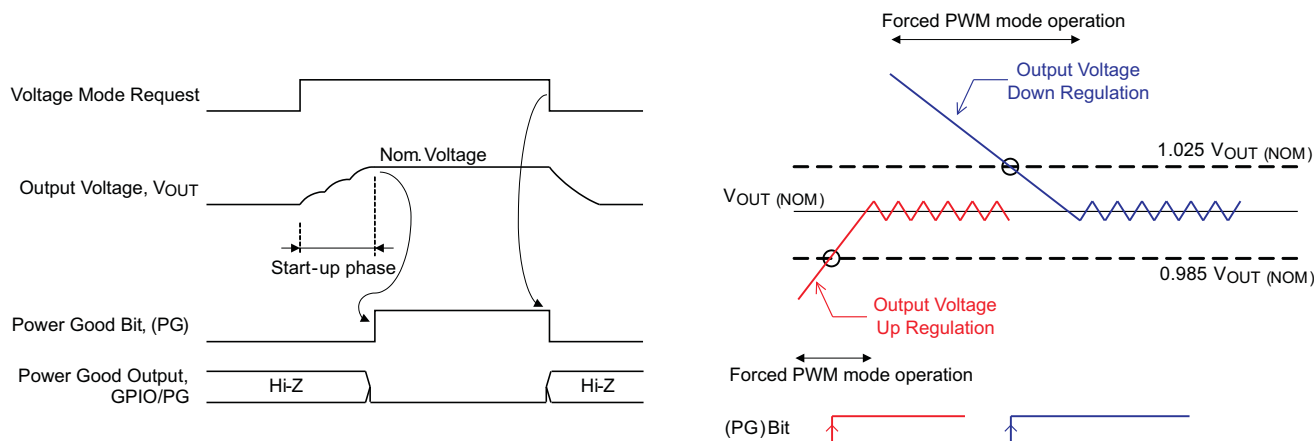 Voltage Mode Request
Nom. Voltage
Output Voltage, VOUT
Start-up phase
Power Good Bit, (PG)
Power Good Output,
GPIO/PG
Hi-Z
Hi-Z
Forced PWM mode operation
Output Voltage
Down Regulation
1.025 VOUT (NOM)
VOUT (NOM)
0.985 VOUT (NOM)
Output Voltage
Up Regulation
Forced PWM mode operation
(PG) Bit